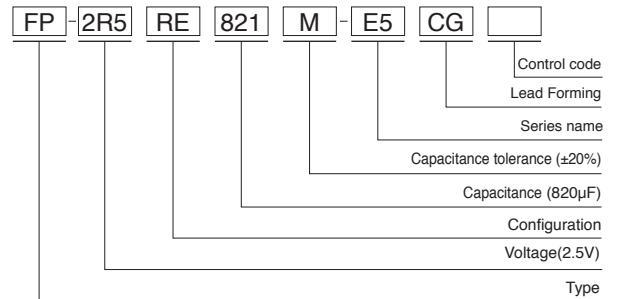 FP - 2R5 RE 821 M - E5 CG
Control code
Lead Forming
Series name
Capacitance tolerance (±20%)
Capacitance (820µF)
Configuration
Voltage(2.5V)
Type